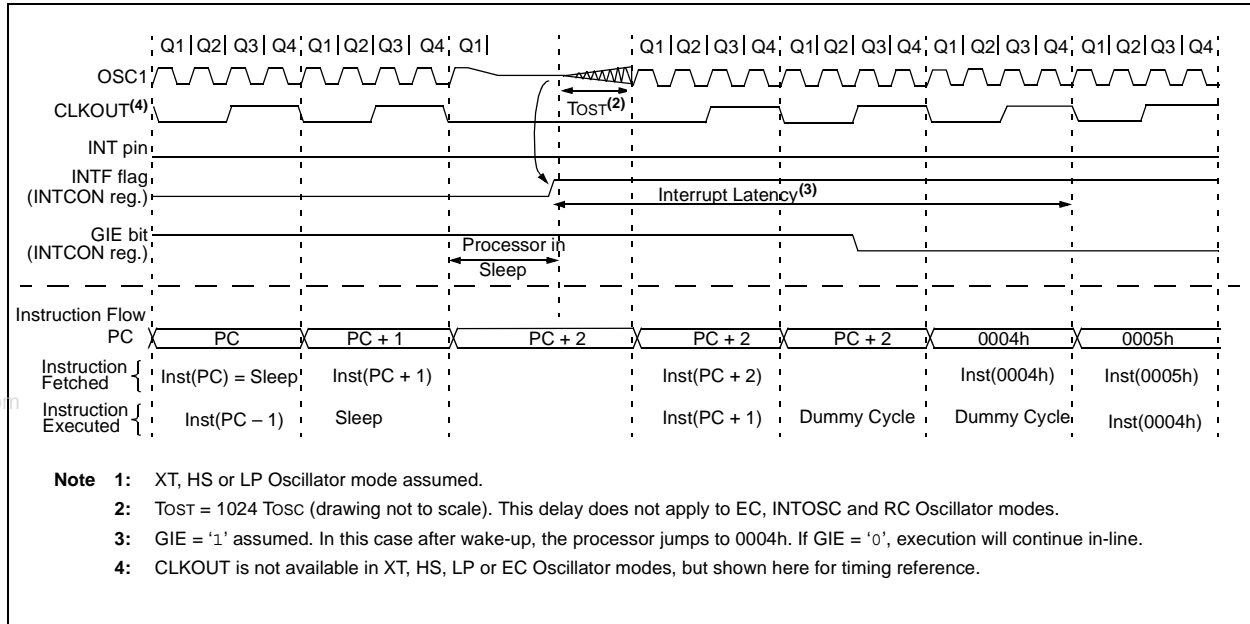 Q1 Q2 Q3 Q4 Q1 Q2 Q3 Q4 Q1 Q1 Q2 Q3 Q4 Q1 Q2 Q3 Q4 Q1 Q2 Q3 Q4 Q1 Q2 Q3 Q4
OSC1
TOST(2)
CLKOUT(4)
INT pin
INTF flag
(INTCON reg.)
Interrupt Latency(3)
GIE bit
(INTCON reg.)
Processor in
Sleep
Instruction Flow
PC PC PC + 1 PC + 2 PC + 2 PC + 2 0004h 0005h
Instruction
Fetched
Inst(PC) = Sleep Inst(PC + 1) Inst(PC + 2) Inst(0004h) Inst(0005h)
Instruction
Executed
Inst(PC – 1) Sleep Inst(PC + 1) Dummy Cycle Dummy Cycle Inst(0004h)
Note 1: XT, HS or LP Oscillator mode assumed.
2: TOST = 1024 TOSC (drawing not to scale). This delay does not apply to EC, INTOSC and RC Oscillator modes.
3: GIE = ‘1’ assumed. In this case after wake-up, the processor jumps to 0004h. If GIE = ‘0’, execution will continue in-line.
4: CLKOUT is not available in XT, HS, LP or EC Oscillator modes, but shown here for timing reference.